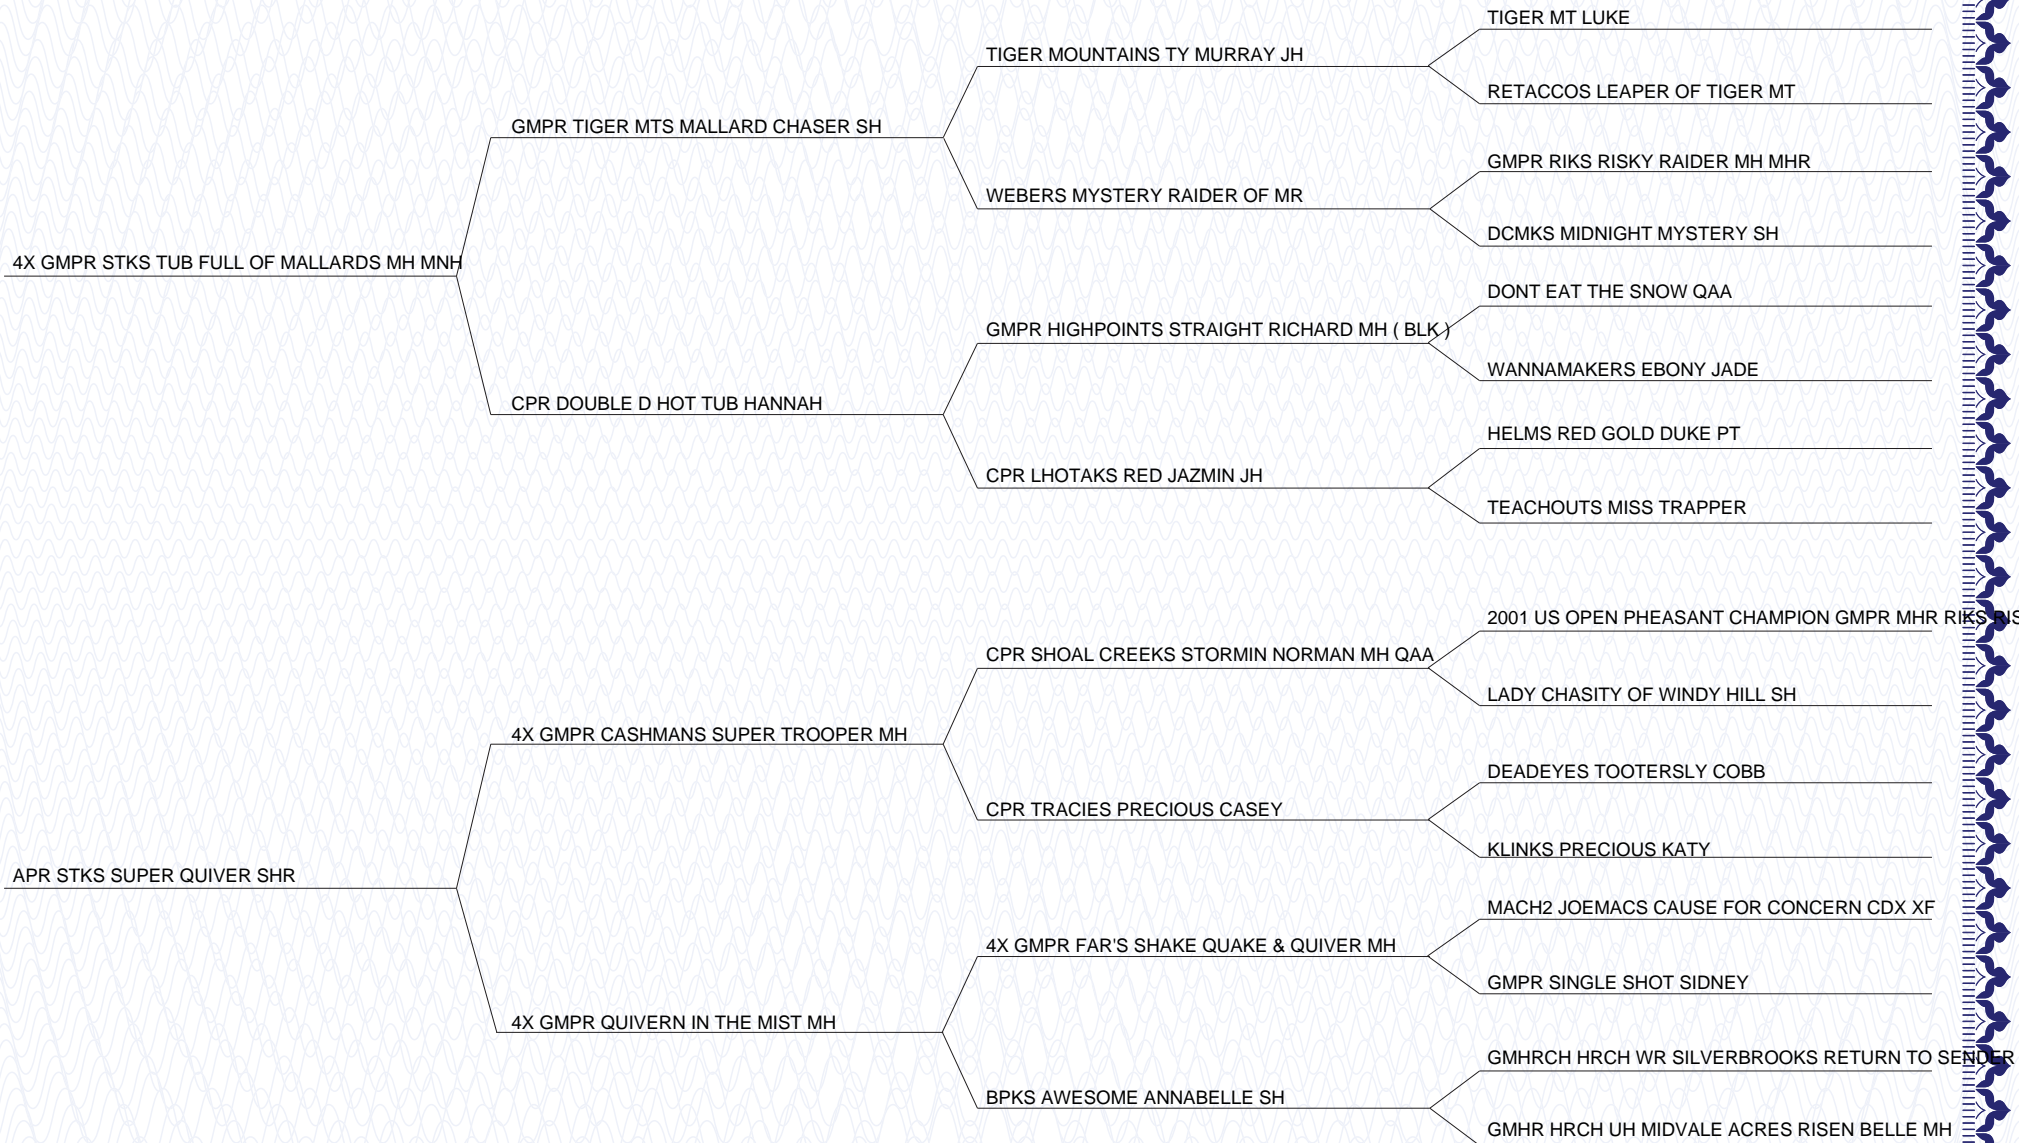 TIGER MT LUKE
TIGER MOUNTAINS TY MURRAY JH
RETACCOS LEAPER OF TIGER MT
GMPR TIGER MTS MALLARD CHASER SH
GMPR RIKS RISKY RAIDER MH MHR
WEBERS MYSTERY RAIDER OF MR
DCMKS MIDNIGHT MYSTERY SH
4X GMPR STKS TUB FULL OF MALLARDS MH MNH
DONT EAT THE SNOW QAA
GMPR HIGHPOINTS STRAIGHT RICHARD MH ( BLK )
WANNAMAKERS EBONY JADE
CPR DOUBLE D HOT TUB HANNAH
HELMS RED GOLD DUKE PT
CPR LHOTAKS RED JAZMIN JH
TEACHOUTS MISS TRAPPER
2001 US OPEN PHEASANT CHAMPION GMPR MHR RIKS RIS
CPR SHOAL CREEKS STORMIN NORMAN MH QAA
LADY CHASITY OF WINDY HILL SH
4X GMPR CASHMANS SUPER TROOPER MH
DEADEYES TOOTERSLY COBB
CPR TRACIES PRECIOUS CASEY
KLINKS PRECIOUS KATY
APR STKS SUPER QUIVER SHR
MACH2 JOEMACS CAUSE FOR CONCERN CDX XF
4X GMPR FAR'S SHAKE QUAKE & QUIVER MH
GMPR SINGLE SHOT SIDNEY
4X GMPR QUIVERN IN THE MIST MH
GMHRCH HRCH WR SILVERBROOKS RETURN TO SENDER
BPKS AWESOME ANNABELLE SH
GMHR HRCH UH MIDVALE ACRES RISEN BELLE MH